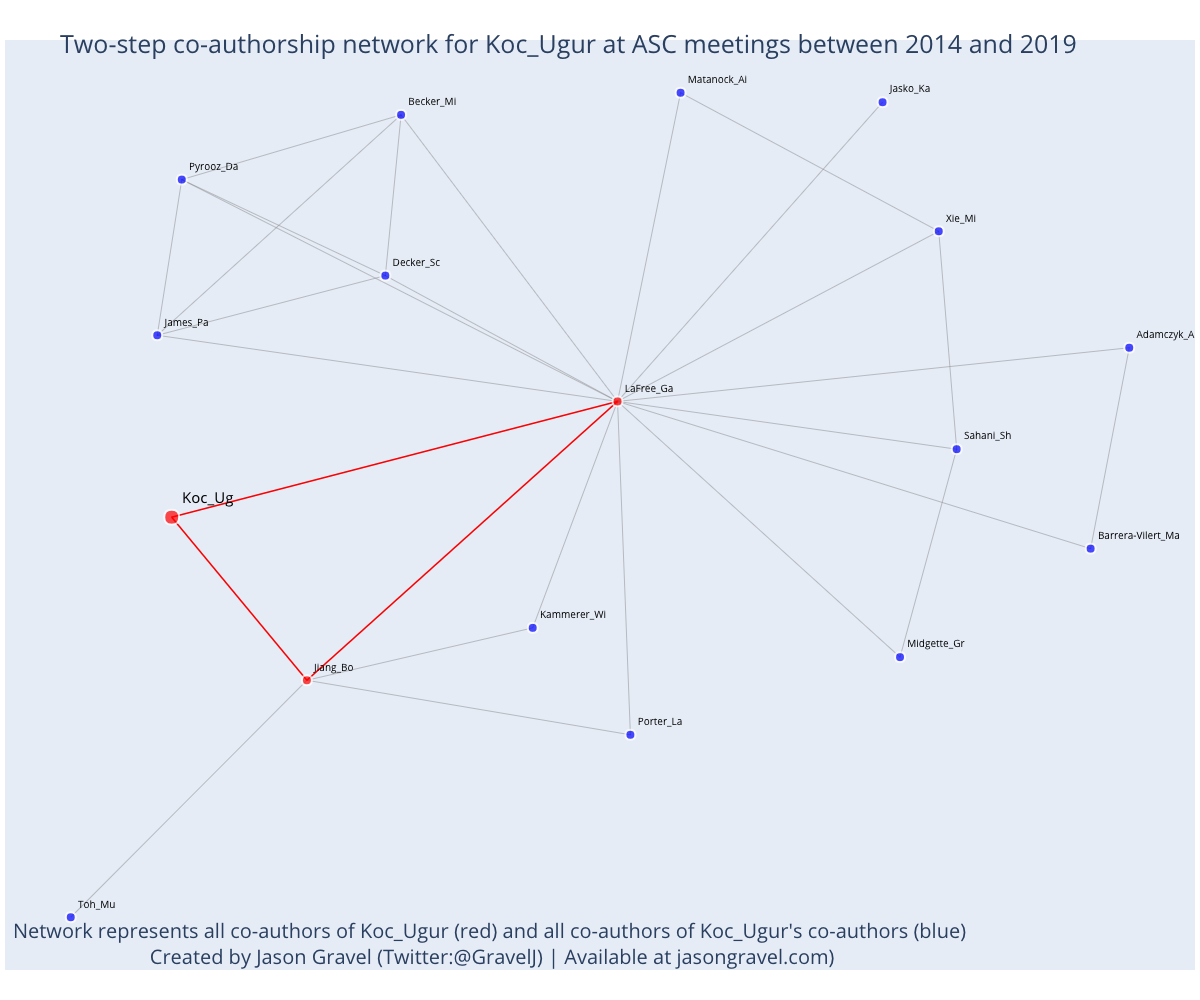 Two-step co-authorship network for Koc_Ugur at ASC meetings between 2014 and 2019
Matanock_Ai
Jasko_Ka
Becker_Mi
Pyrooz_Da
Xie_Mi
Decker_Sc
James_Pa
Adamczyk_A
LaFree_Ga
Sahani_Sh
Koc_Ug
Barrera-Vilert_Ma
Kammerer_Wi
Midgette_Gr
Jiang_Bo
Porter_La
Toh_Mu
Network represents all co-authors of Koc_Ugur (red) and all co-authors of Koc_Ugur's co-authors (blue)
Created by Jason Gravel (Twitter:@GravelJ) | Available at jasongravel.com)